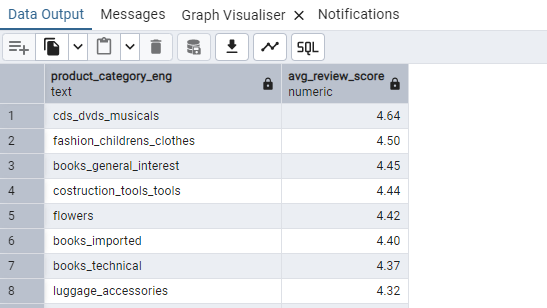 Data Output Messages Graph Visualiser × Notifications
SQL
product_category_eng avg_review_score
text numeric
1 cds_dvds_musicals 4.64
2 fashion_childrens_clothes 4.50
3 books_general_interest 4.45
4 costruction_tools_tools 4.44
5 flowers 4.42
6 books_imported 4.40
7 books_technical 4.37
8 luggage_accessories 4.32